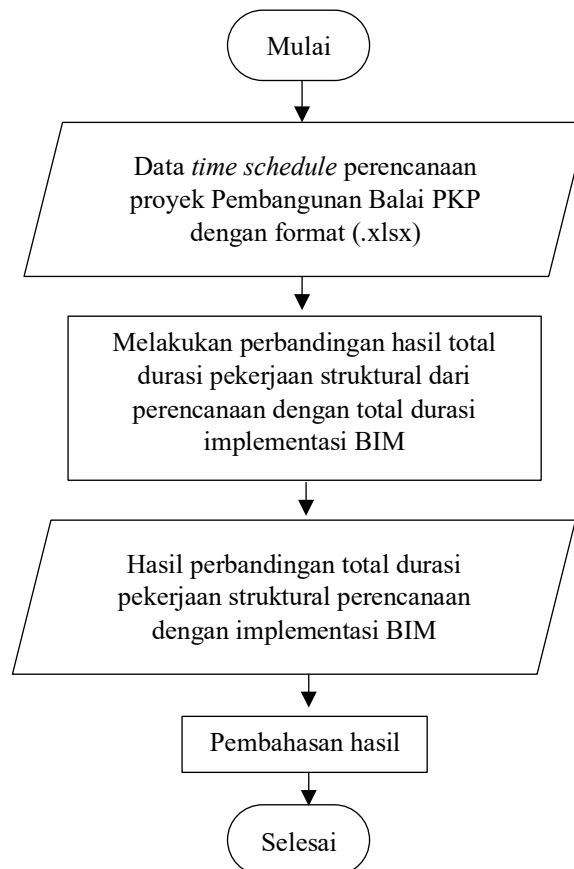 Mulai
Data time schedule perencanaan
proyek Pembangunan Balai PKP
dengan format (.xlsx)
Melakukan perbandingan hasil total
durasi pekerjaan struktural dari
perencanaan dengan total durasi
implementasi BIM
Hasil perbandingan total durasi
pekerjaan struktural perencanaan
dengan implementasi BIM
Pembahasan hasil
Selesai